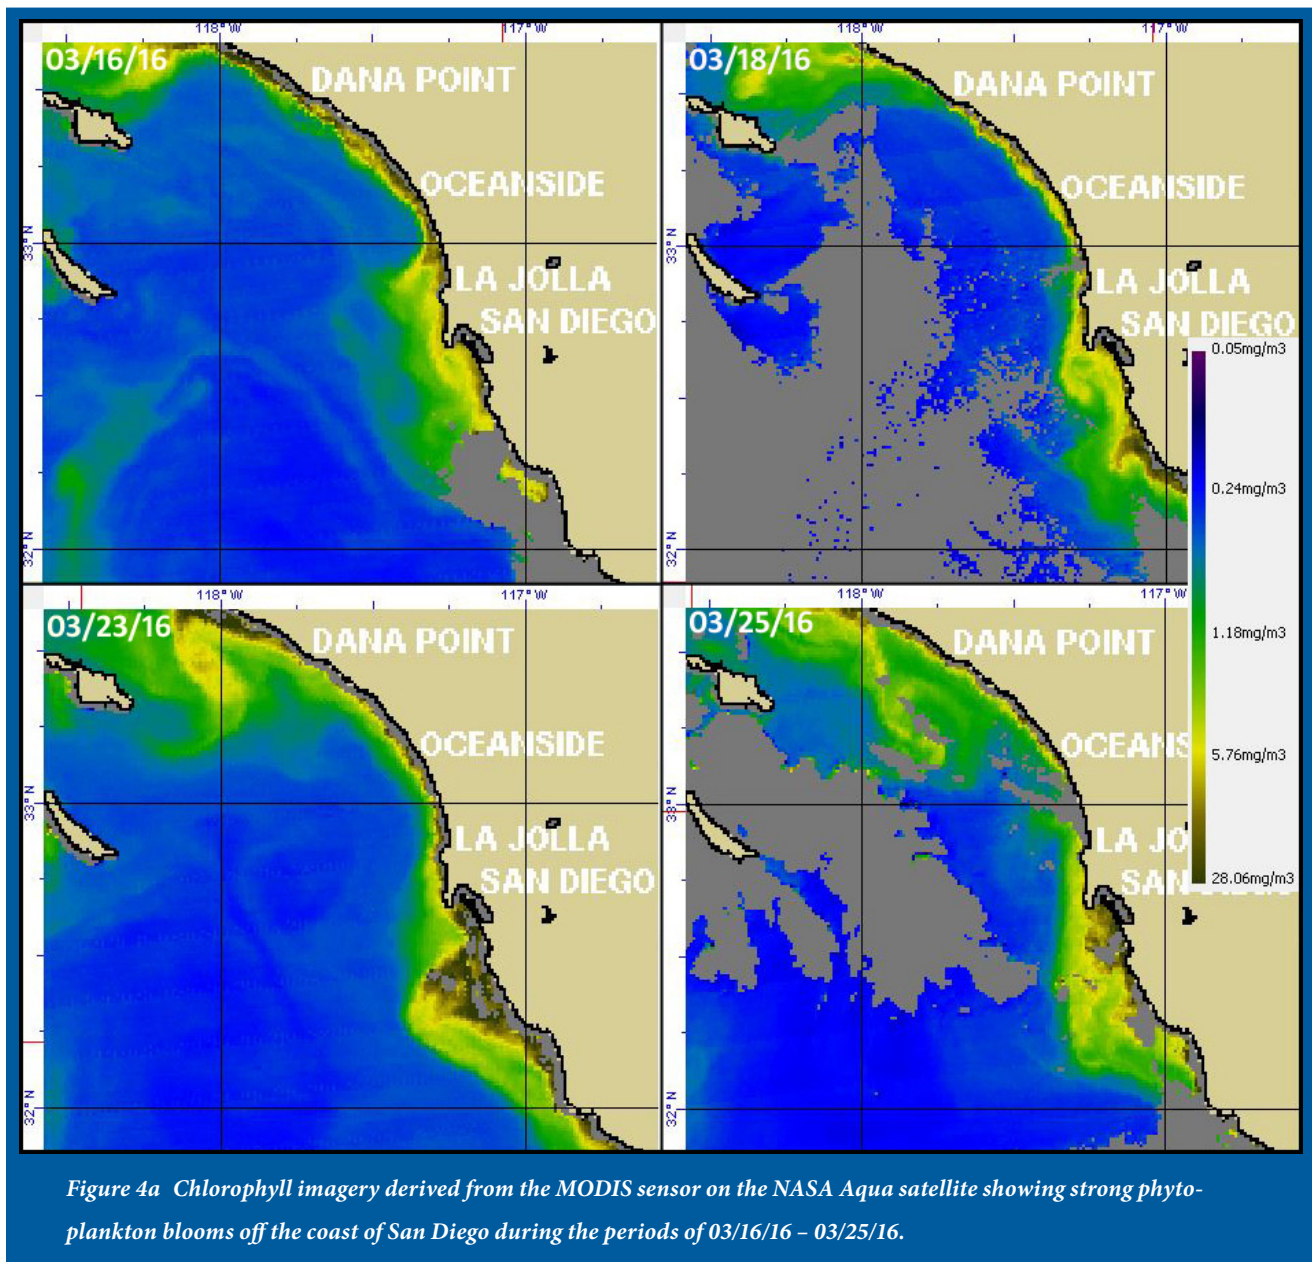 118° W
117° W
03/16/16
DANA POINT
OCEANSIDE
33° N
LA JOLLA
SAN DIEGO
32° N
118° W
117° W
03/18/16
DANA POINT
OCEANSIDE
33° N
LA JOLLA
SAN DIEGO
32° N
0.05mg/m3
0.24mg/m3
1.18mg/m3
5.76mg/m3
28.06mg/m3
118° W
117° W
03/23/16
DANA POINT
OCEANSIDE
33° N
LA JOLLA
SAN DIEGO
32° N
118° W
117° W
03/25/16
DANA POINT
OCEANS
33° N
LA JO
SAN
32° N
Figure 4a Chlorophyll imagery derived from the MODIS sensor on the NASA Aqua satellite showing strong phyto-
plankton blooms off the coast of San Diego during the periods of 03/16/16 – 03/25/16.